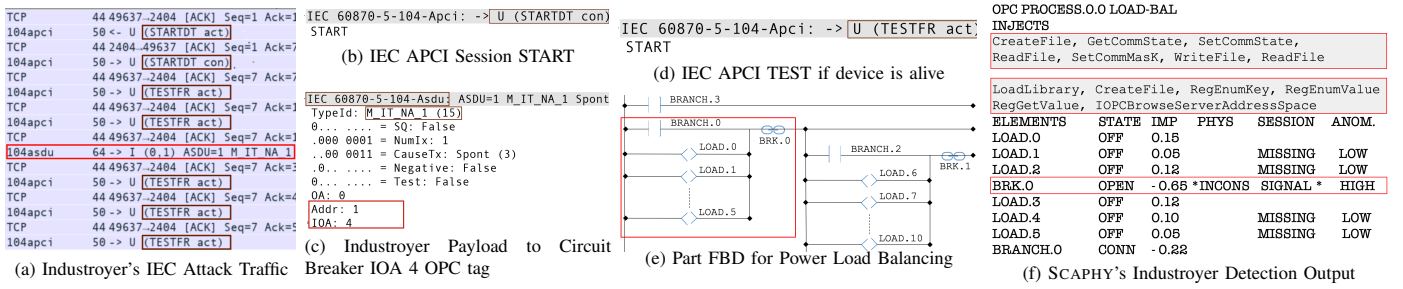 TCP 44 49637→2404 [ACK] Seq=1 Ack=1
104apci 50 <- U (STARTDT act)
TCP 44 2404→49637 [ACK] Seq=1 Ack=7
104apci 50 -> U (STARTDT con)
TCP 44 49637→2404 [ACK] Seq=7 Ack=7
104apci 50 -> U (TESTFR act)
TCP 44 49637→2404 [ACK] Seq=7 Ack=1
104apci 50 -> U (TESTFR act)
TCP 44 49637→2404 [ACK] Seq=7 Ack=1
104asdu 64 -> I (0,1) ASDU=1 M_IT_NA_1
TCP 44 49637→2404 [ACK] Seq=7 Ack=3
104apci 50 -> U (TESTFR act)
TCP 44 49637→2404 [ACK] Seq=7 Ack=4
104apci 50 -> U (TESTFR act)
TCP 44 49637→2404 [ACK] Seq=7 Ack=5
104apci 50 -> U (TESTFR act)
(a) Industroyer's IEC Attack Traffic
IEC 60870-5-104-Apci: -> U (STARTDT con)
START
(b) IEC APCI Session START
IEC 60870-5-104-Asdu: ASDU=1 M_IT_NA_1 Spont
TypeId: M_IT_NA_1 (15)
0... .... = SQ: False
.000 0001 = NumIx: 1
..00 0011 = CauseTx: Spont (3)
.0.. .... = Negative: False
0... .... = Test: False
OA: 0
Addr: 1
IOA: 4
(c) Industroyer Payload to Circuit
Breaker IOA 4 OPC tag
IEC 60870-5-104-Apci: -> U (TESTFR act)
START
(d) IEC APCI TEST if device is alive
BRANCH.3
BRANCH.0
LOAD.0
BRK.0
LOAD.1
LOAD.5
BRANCH.2
BRK.1
LOAD.6
LOAD.7
LOAD.10
(e) Part FBD for Power Load Balancing
OPC PROCESS.0.0 LOAD-BAL
INJECTS
CreateFile, GetCommState, SetCommState,
ReadFile, SetCommMasK, WriteFile, ReadFile
LoadLibrary, CreateFile, RegEnumKey, RegEnumValue
RegGetValue, IOPCBrowseServerAddressSpace
ELEMENTS STATE IMP PHYS SESSION ANOM.
LOAD.0 OFF 0.15
LOAD.1 OFF 0.05 MISSING LOW
LOAD.2 OFF 0.12 MISSING LOW
BRK.0 OPEN -0.65 *INCONS SIGNAL * HIGH
LOAD.3 OFF 0.12
LOAD.4 OFF 0.10 MISSING LOW
LOAD.5 OFF 0.05 MISSING LOW
BRANCH.0 CONN -0.22
(f) SCAPHY's Industroyer Detection Output